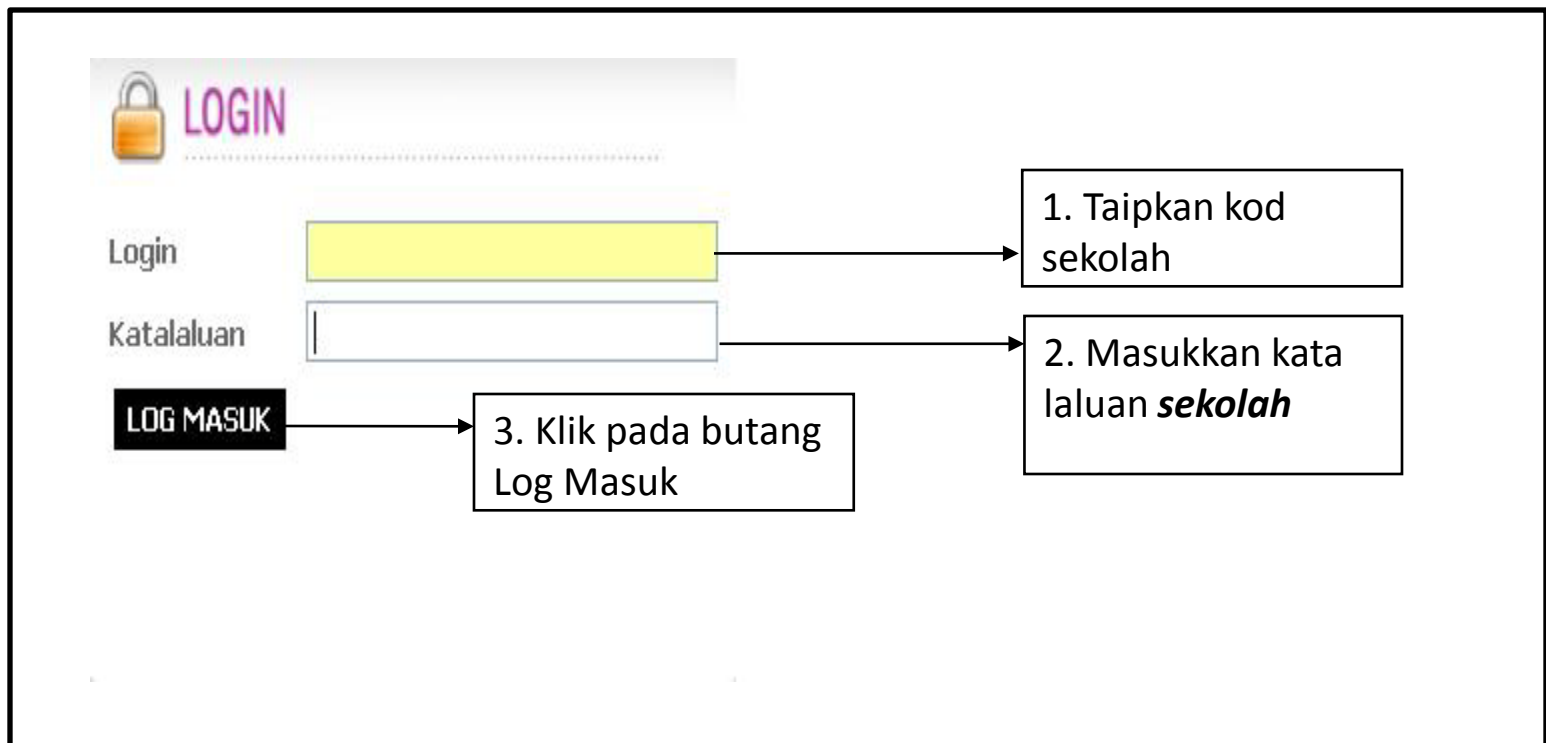 LOGIN
Login
1. Taipkan kod
sekolah
Katalaluan
2. Masukkan kata
laluan sekolah
LOG MASUK
3. Klik pada butang
Log Masuk